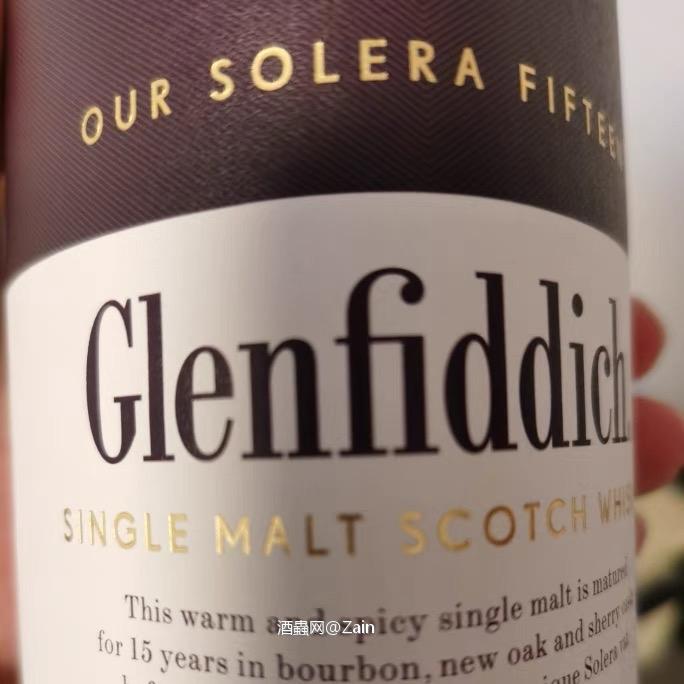 OUR SOLERA FIFTEEN
Glenfiddich
SINGLE MALT SCOTCH
This warm and spicy single malt is matured
for 15 years in bourbon, new oak and sherry
Solera
酒蟲网@Zain